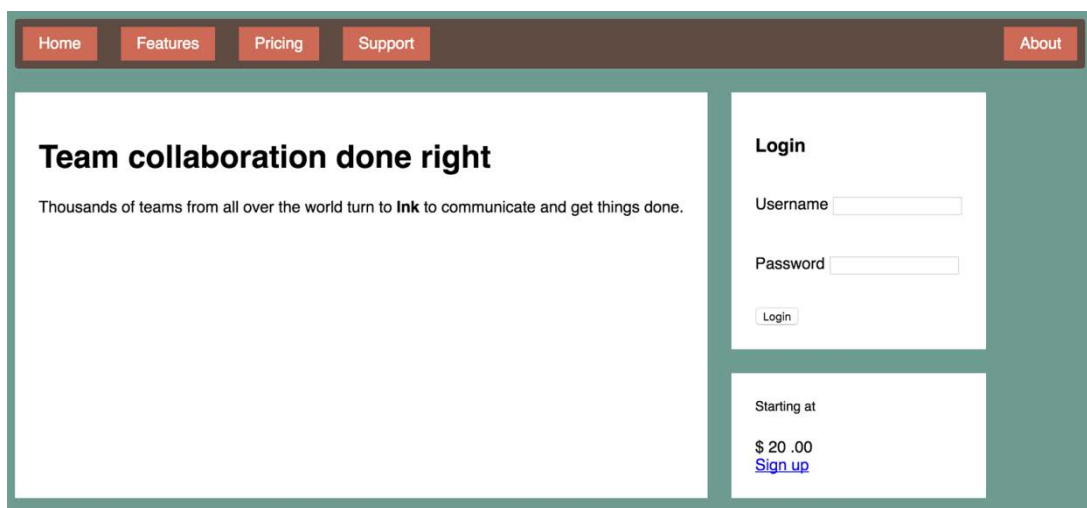 Home Features Pricing Support About
Team collaboration done right
Thousands of teams from all over the world turn to Ink to communicate and get things done.
Login
Username
Password
Login
Starting at
$ 20 .00
Sign up